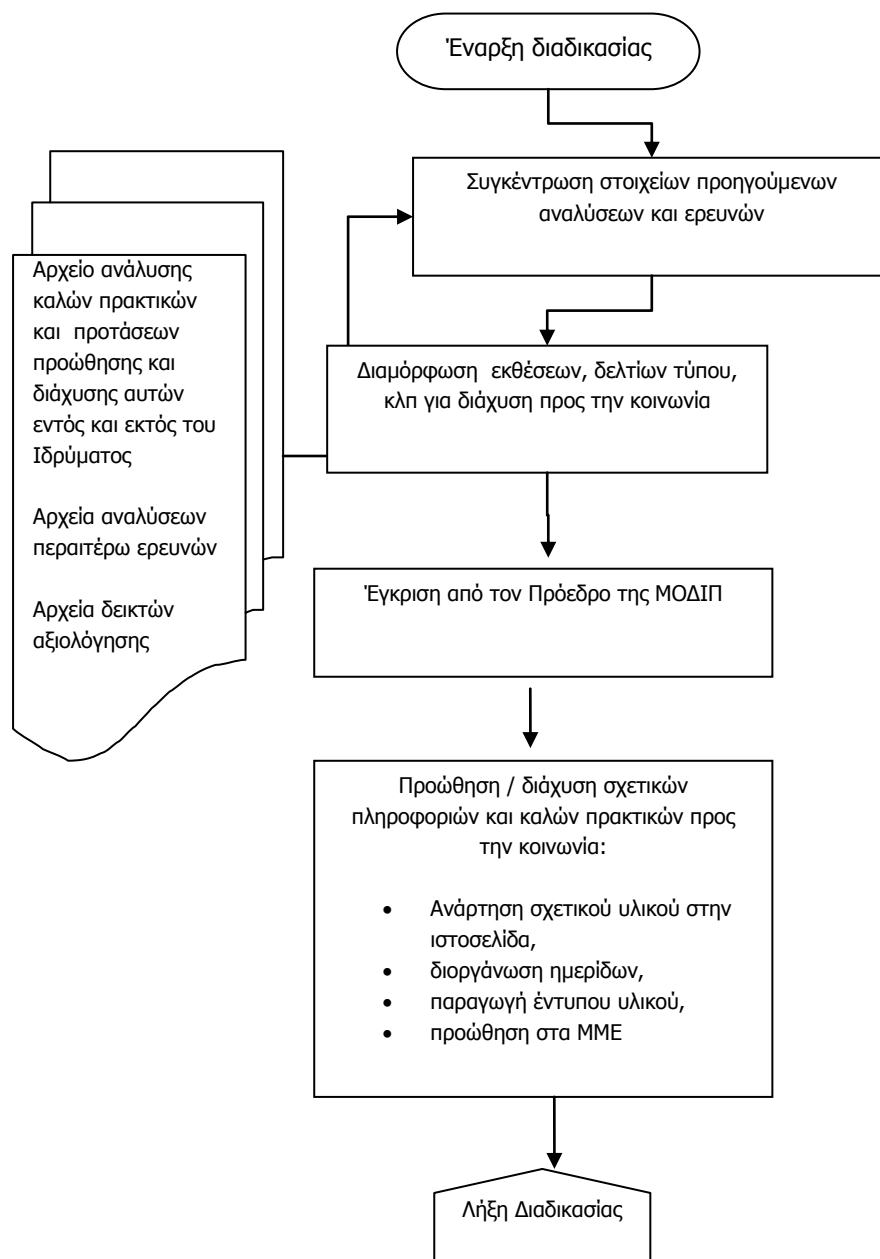 Έναρξη διαδικασίας
Συγκέντρωση στοιχείων προηγούμενων
αναλύσεων και ερευνών
Αρχείο ανάλυσης
καλών πρακτικών
και προτάσεων
προώθησης και
διάχυσης αυτών
εντός και εκτός του
Ιδρύματος
Αρχεία αναλύσεων
περαιτέρω ερευνών
Αρχεία δεικτών
αξιολόγησης
Διαμόρφωση εκθέσεων, δελτίων τύπου,
κλπ για διάχυση προς την κοινωνία
Έγκριση από τον Πρόεδρο της ΜΟΔΙΠ
Προώθηση / διάχυση σχετικών
πληροφοριών και καλών πρακτικών προς
την κοινωνία:
• Ανάρτηση σχετικού υλικού στην
ιστοσελίδα,
• διοργάνωση ημερίδων,
• παραγωγή έντυπου υλικού,
• προώθηση στα ΜΜΕ
Λήξη Διαδικασίας